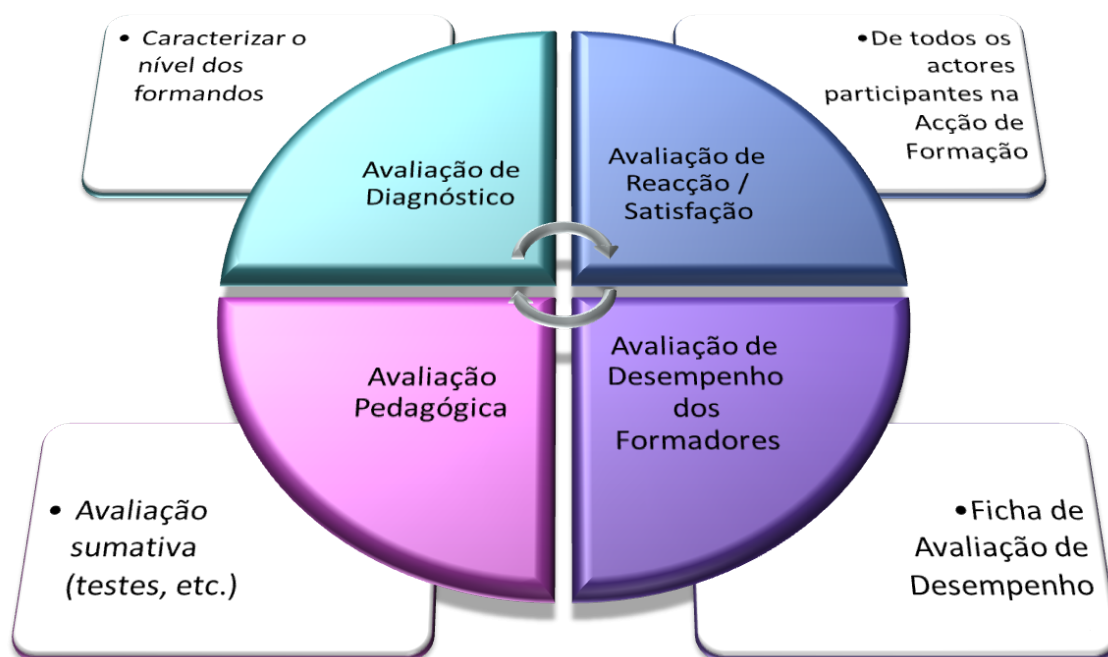 • Caracterizar o
nível dos
formandos
•De todos os
actores
participantes na
Acção de
Formação
Avaliação de
Diagnóstico
Avaliação de
Reacção /
Satisfação
Avaliação
Pedagógica
Avaliação de
Desempenho
dos
Formadores
• Avaliação
sumativa
(testes, etc.)
•Ficha de
Avaliação de
Desempenho